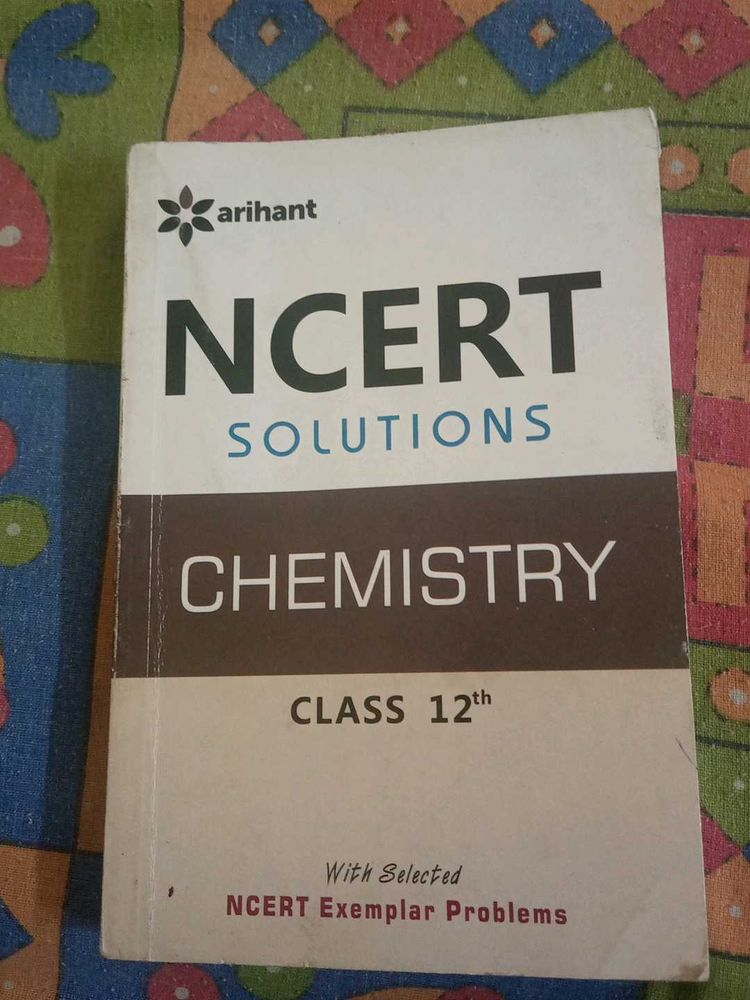 arihant
NCERT
SOLUTIONS
CHEMISTRY
CLASS 12th
With Selected
NCERT Exemplar Problems